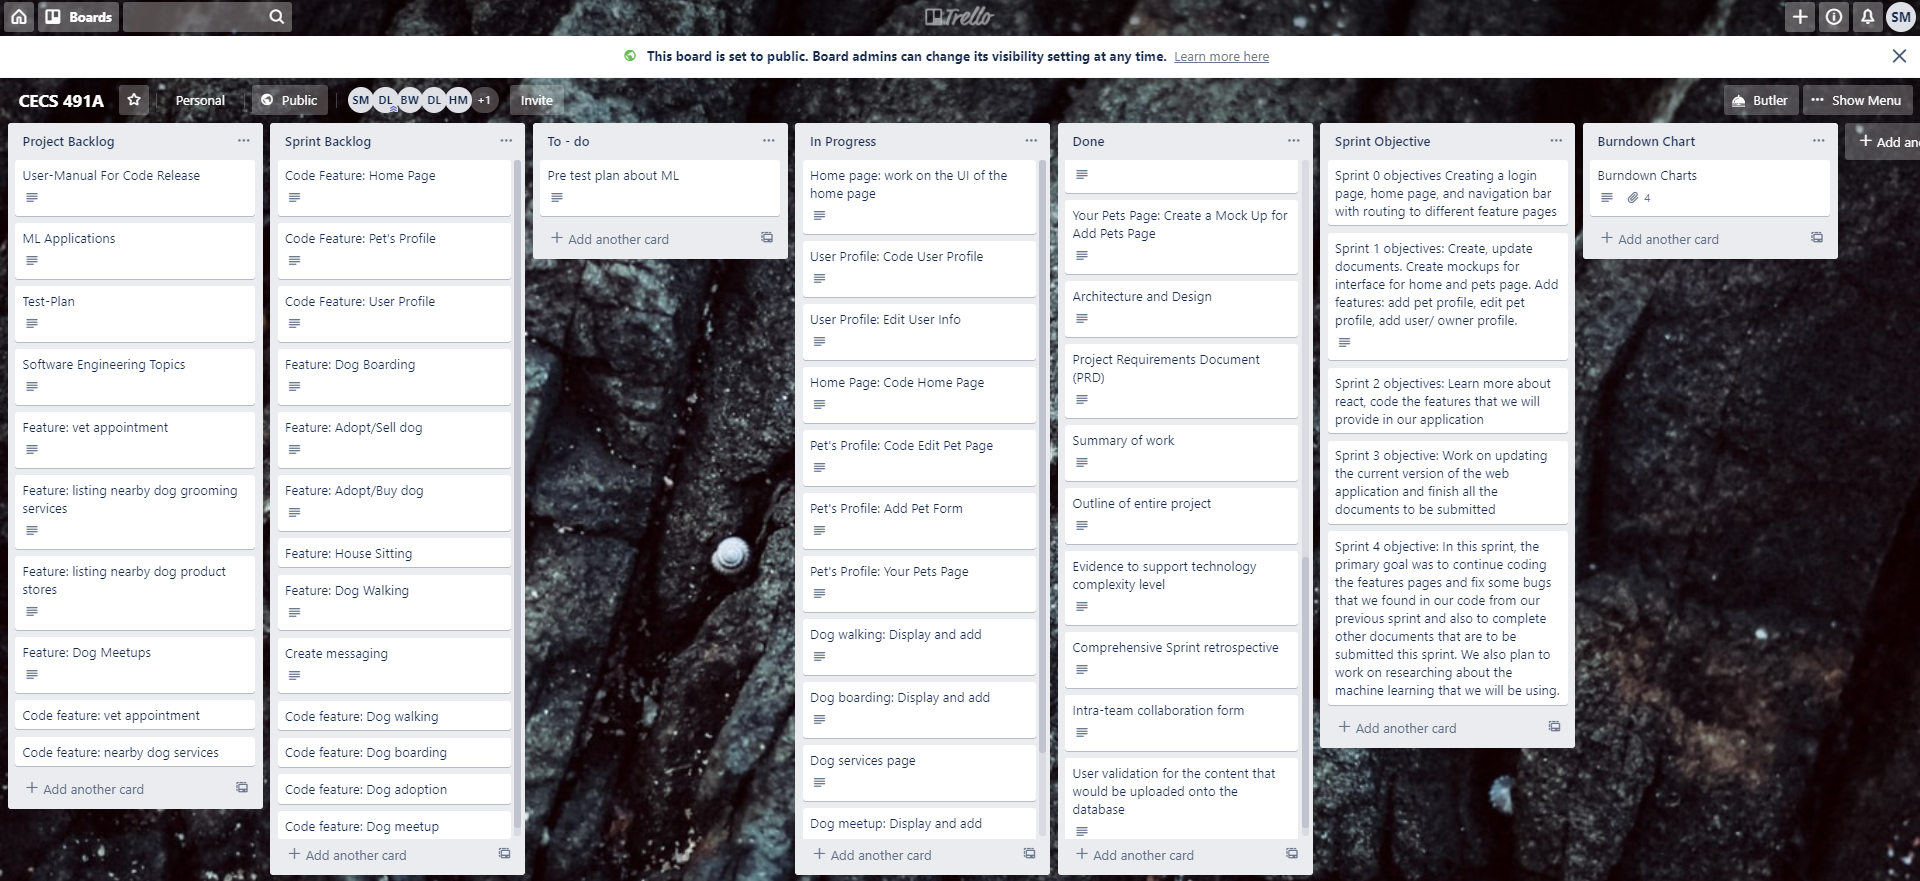 Boards
Trello
SM
This board is set to public. Board admins can change its visibility setting at any time. Learn more here
CECS 491A
Personal
Public
SM
DL
BW
DL
HM
+1
Invite
Butler
Show Menu
Project Backlog
User-Manual For Code Release
ML Applications
Test-Plan
Software Engineering Topics
Feature: vet appointment
Feature: listing nearby dog grooming
services
Feature: listing nearby dog product
stores
Feature: Dog Meetups
Code feature: vet appointment
Code feature: nearby dog services
+ Add another card
Sprint Backlog
Code Feature: Home Page
Code Feature: Pet's Profile
Code Feature: User Profile
Feature: Dog Boarding
Feature: Adopt/Sell dog
Feature: Adopt/Buy dog
Feature: House Sitting
Feature: Dog Walking
Create messaging
Code feature: Dog walking
Code feature: Dog boarding
Code feature: Dog adoption
Code feature: Dog meetup
+ Add another card
To - do
Pre test plan about ML
+ Add another card
In Progress
Home page: work on the UI of the
home page
User Profile: Code User Profile
User Profile: Edit User Info
Home Page: Code Home Page
Pet's Profile: Code Edit Pet Page
Pet's Profile: Add Pet Form
Pet's Profile: Your Pets Page
Dog walking: Display and add
Dog boarding: Display and add
Dog services page
Dog meetup: Display and add
+ Add another card
Done
Your Pets Page: Create a Mock Up for
Add Pets Page
Architecture and Design
Project Requirements Document
(PRD)
Summary of work
Outline of entire project
Evidence to support technology
complexity level
Comprehensive Sprint retrospective
Intra-team collaboration form
User validation for the content that
would be uploaded onto the
database
+ Add another card
Sprint Objective
Sprint 0 objectives Creating a login
page, home page, and navigation bar
with routing to different feature pages
Sprint 1 objectives: Create, update
documents. Create mockups for
interface for home and pets page. Add
features: add pet profile, edit pet
profile, add user/ owner profile.
Sprint 2 objectives: Learn more about
react, code the features that we will
provide in our application
Sprint 3 objective: Work on updating
the current version of the web
application and finish all the
documents to be submitted
Sprint 4 objective: In this sprint, the
primary goal was to continue coding
the features pages and fix some bugs
that we found in our code from our
previous sprint and also to complete
other documents that are to be
submitted this sprint. We also plan to
work on researching about the
machine learning that we will be using.
+ Add another card
Burndown Chart
Burndown Charts
4
+ Add another card
+ Add an